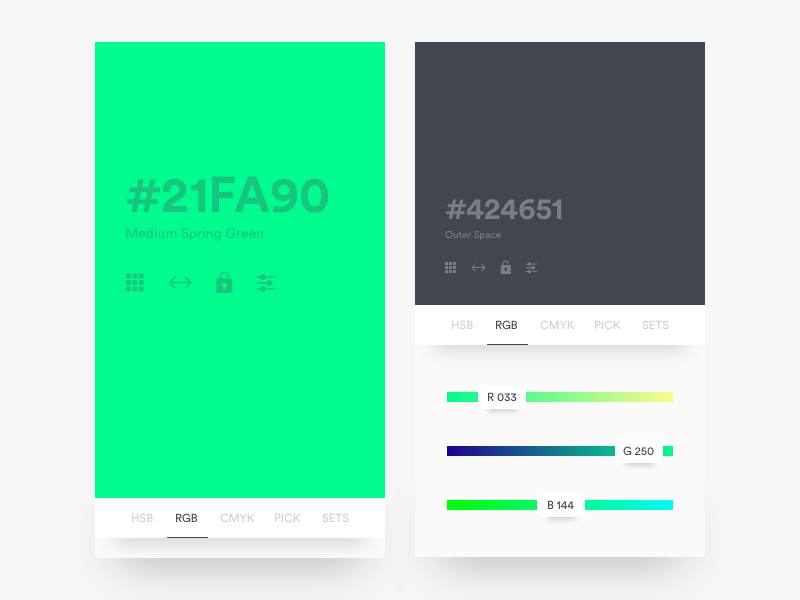 #21FA90
Medium Spring Green
HSB RGB CMYK PICK SETS
#424651
Outer Space
HSB RGB CMYK PICK SETS
R 033
G 250
B 144